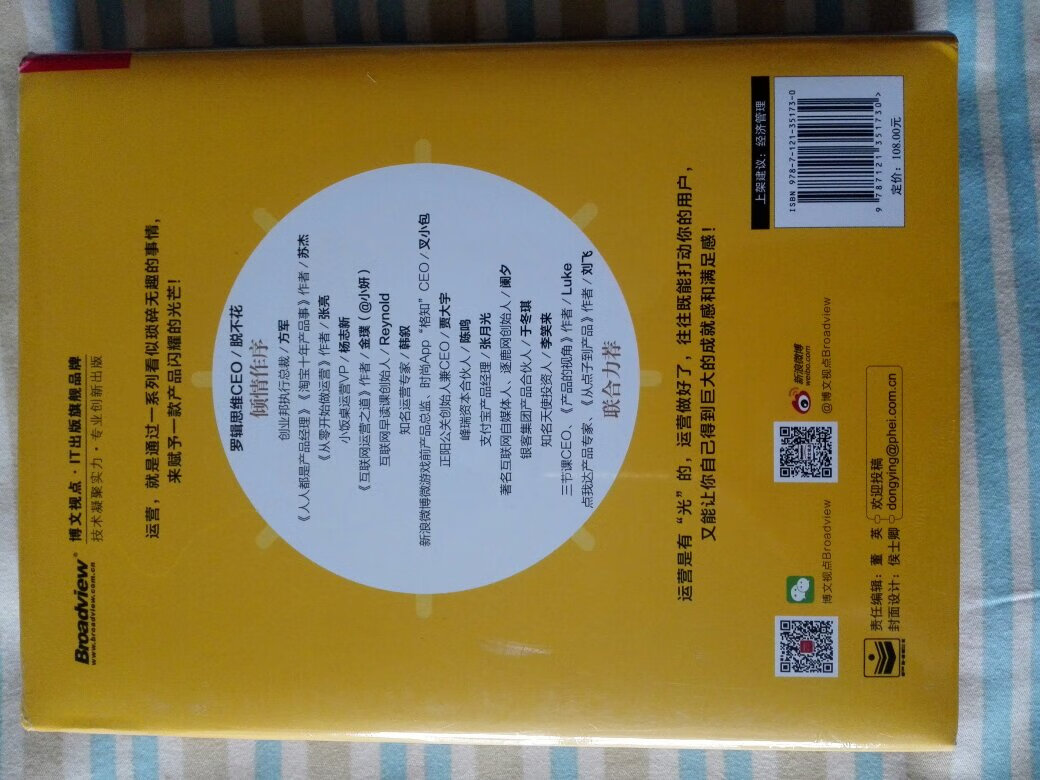 Broadview®
www.broadview.com.cn
博文视点·IT出版旗舰品牌
技术凝聚实力·专业创新出版
运营，就是通过一系列看似琐碎无趣的事情，
来赋予一款产品闪耀的光芒！
罗辑思维CEO / 脱不花
倾情作序
创业邦执行总裁 / 方军
《人人都是产品经理》《淘宝十年产品事》作者 / 苏杰
《从零开始做运营》作者 / 张亮
小饭桌运营VP 杨志新
《互联网运营之道》作者 / 金璞（@小妍）
互联网早读课创始人 / Reynold
知名运营专家 / 韩叙
新浪微博微游戏前产品总监、时尚App“格知”CEO / 叉小包
正阳公关创始人兼CEO / 贾大宇
峰瑞资本合伙人 / 陈鸣
支付宝产品经理 / 张月光
著名互联网自媒体人、逐鹿网创始人 / 阑夕
银客集团产品合伙人 / 于冬琪
知名天使投资人 / 李笑来
三节课CEO、《产品的视角》作者 / Luke
点我达产品专家、《从点子到产品》作者 / 刘飞
联合力荐
运营是有“光”的，运营做好了，往往既能打动你的用户，
又能让你自己得到巨大的成就感和满足感！
博文视点Broadview
新浪微博
weibo.com
@博文视点Broadview
PHEI
责任编辑：董 英
封面设计：侯士卿
欢迎投稿
dongying@phei.com.cn
上架建议：经济管理
ISBN 978-7-121-35173-0
9 787121 351730 >
定价：108.00元